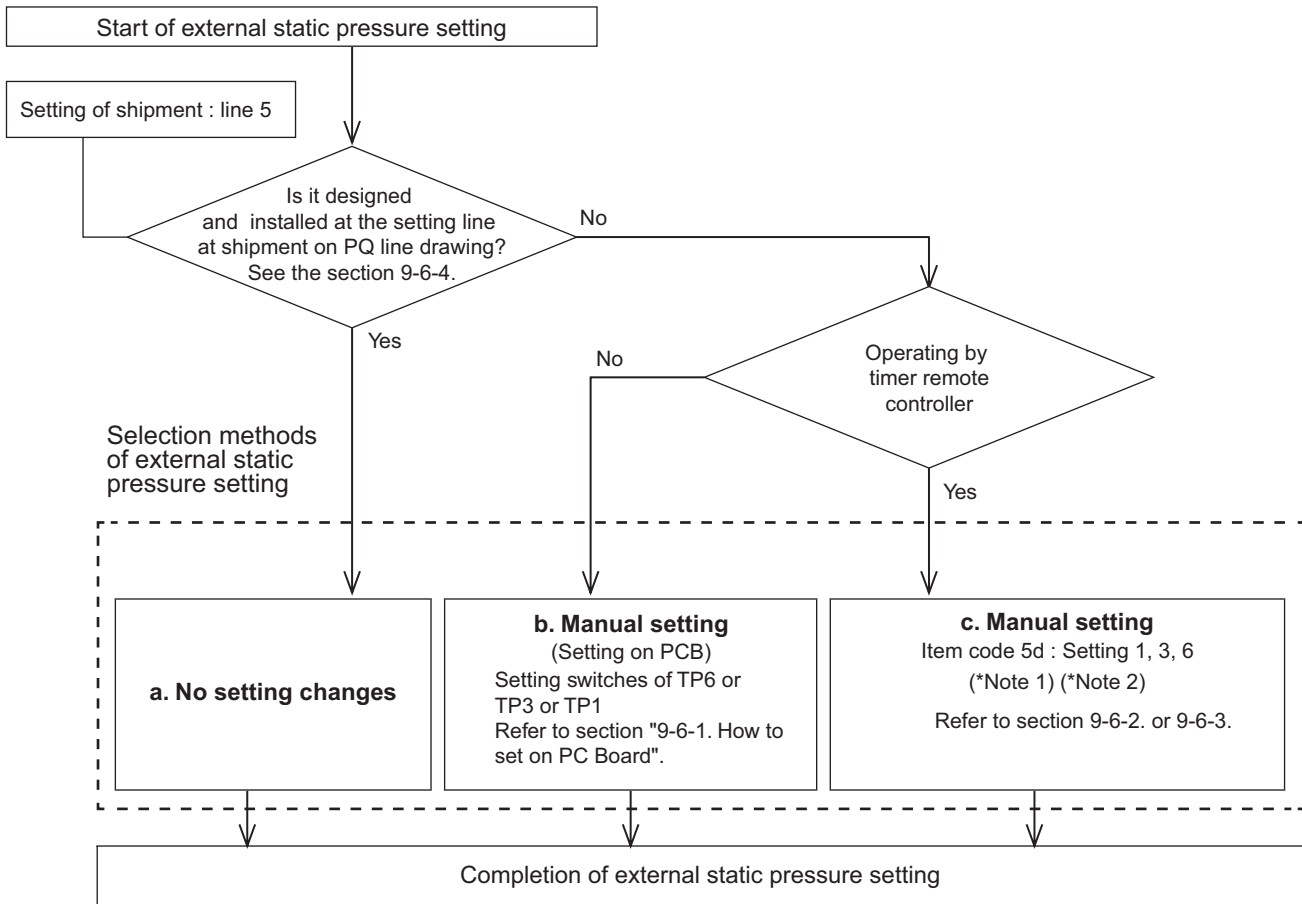 Start of external static pressure setting
Setting of shipment : line 5
Is it designed
and installed at the setting line
at shipment on PQ line drawing?
See the section 9-6-4.
No
Yes
Operating by
timer remote
controller
No
Yes
Selection methods
of external static
pressure setting
a. No setting changes
b. Manual setting
(Setting on PCB)
Setting switches of TP6 or
TP3 or TP1
Refer to section "9-6-1. How to
set on PC Board".
c. Manual setting
Item code 5d : Setting 1, 3, 6
(*Note 1) (*Note 2)
Refer to section 9-6-2. or 9-6-3.
Completion of external static pressure setting